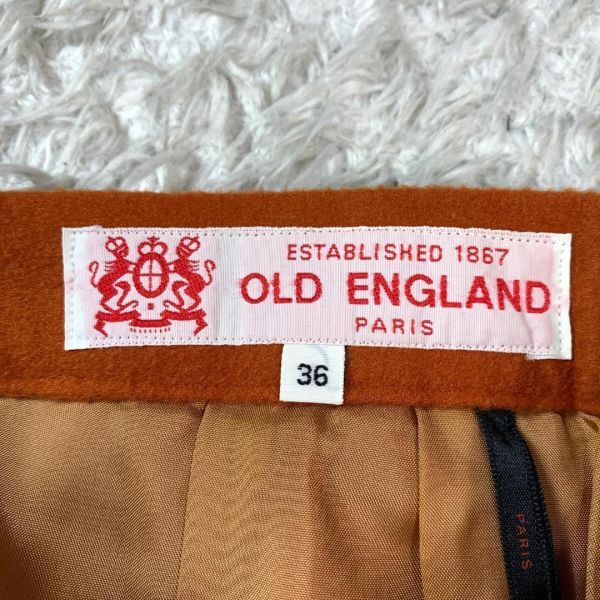 ESTABLISHED 1867
OLD ENGLAND
PARIS
36
PARIS